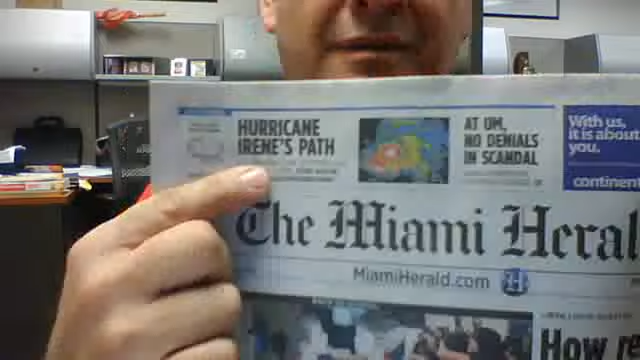 HURRICANE
IRENE'S PATH
AT UM,
NO DENIALS
IN SCANDAL
With us,
it is about
you.
continent
The Miami Heral
MiamiHerald.com H
How re